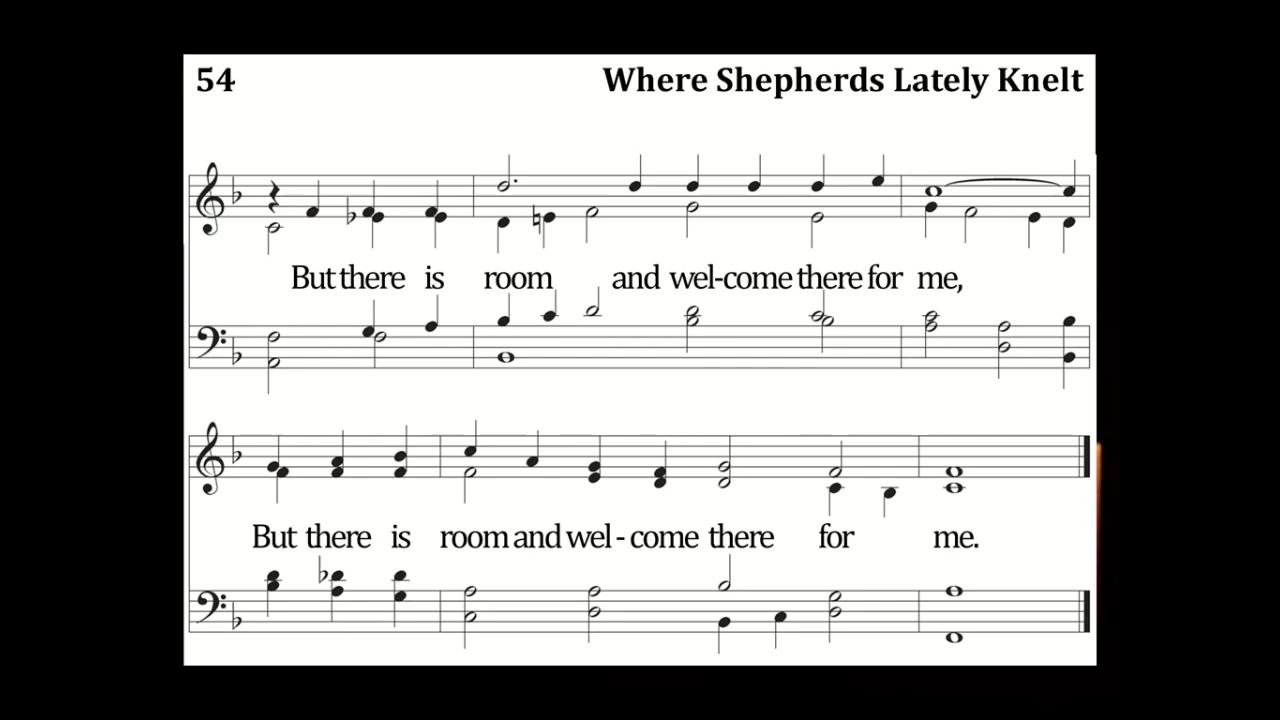 54 Where Shepherds Lately Knelt
But there is room and wel-come there for me,
But there is room and wel - come there for me.